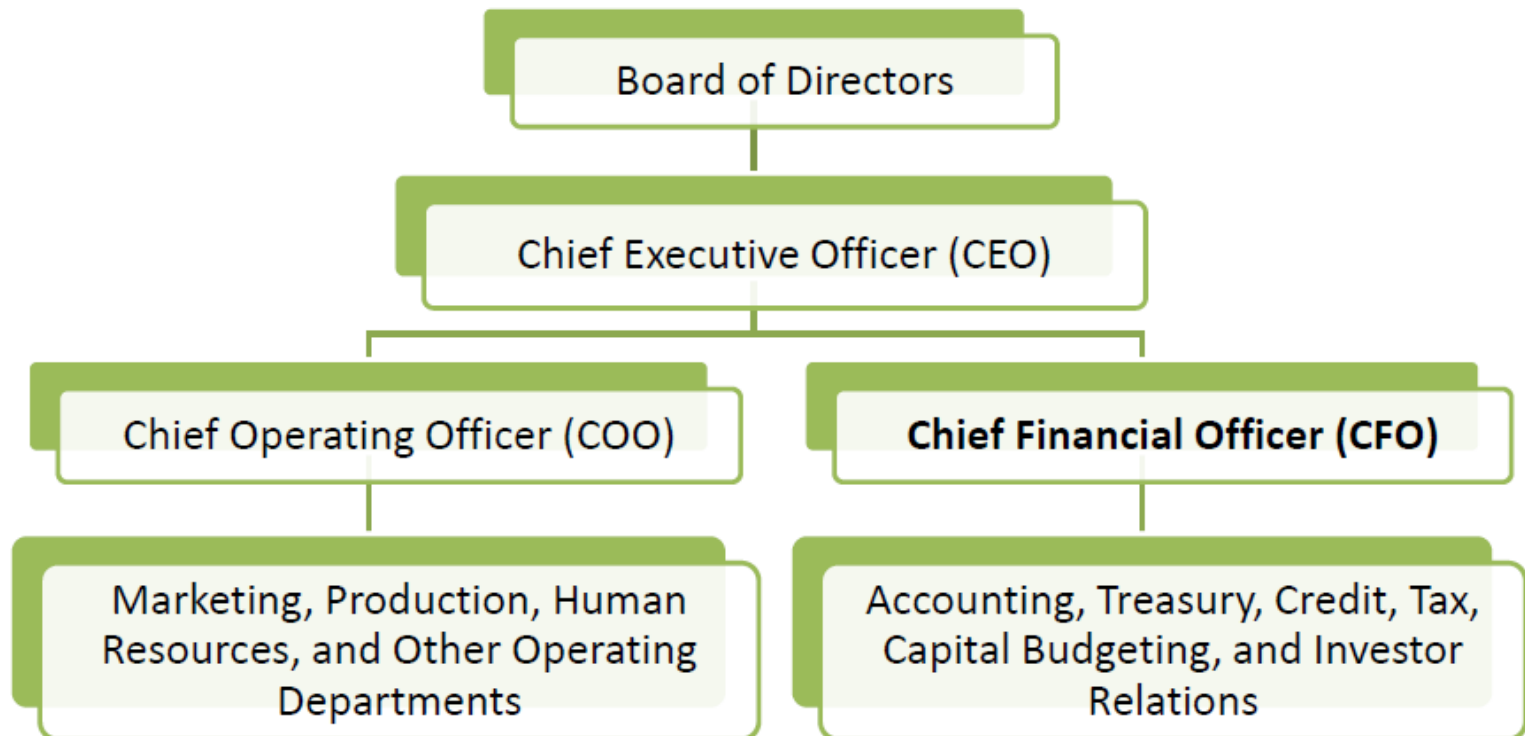 Board of Directors
Chief Executive Officer (CEO)
Chief Operating Officer (COO)
Chief Financial Officer (CFO)
Marketing, Production, Human
Resources, and Other Operating
Departments
Accounting, Treasury, Credit, Tax,
Capital Budgeting, and Investor
Relations